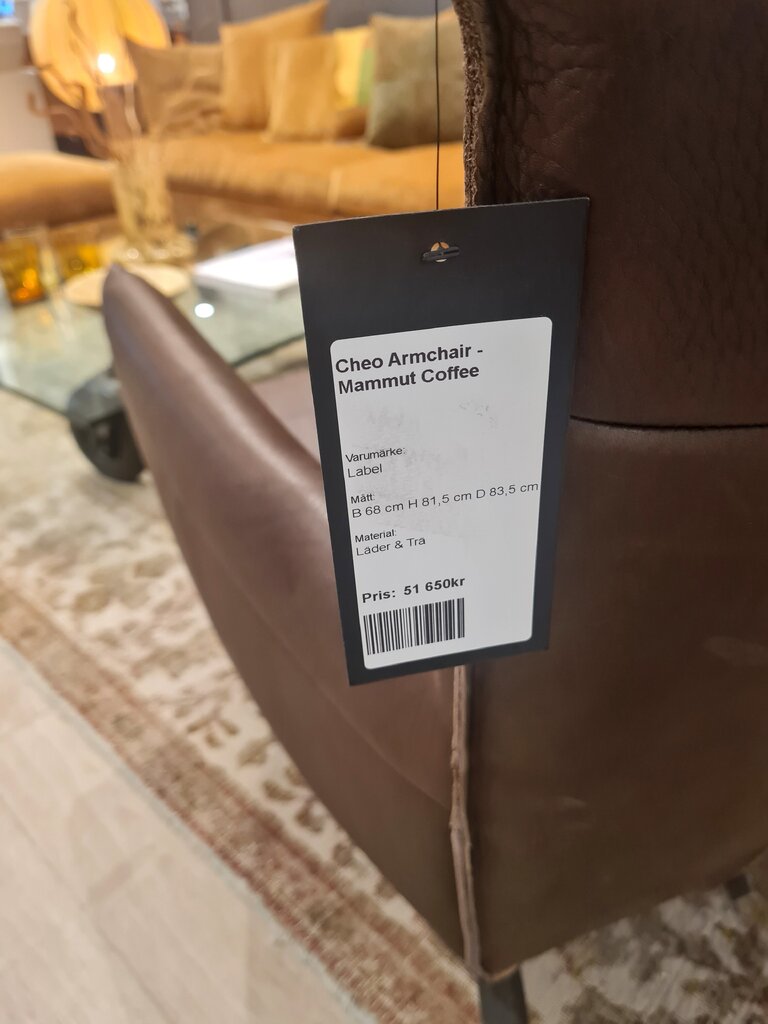 Cheo Armchair -
Mammut Coffee
Varumärke:
Label
Mått:
B 68 cm H 81,5 cm D 83,5 cm
Material:
Läder & Trä
Pris: 51 650kr